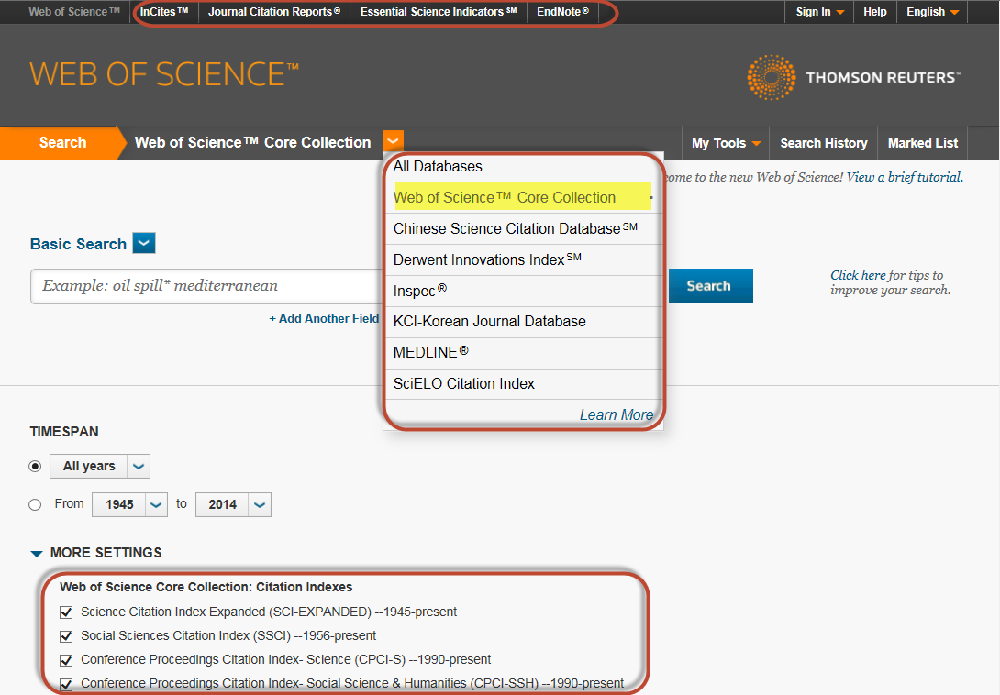 Web of Science™ InCites™ Journal Citation Reports® Essential Science Indicators℠ EndNote® Sign In Help English
WEB OF SCIENCE™
THOMSON REUTERS™
Search Web of Science™ Core Collection My Tools Search History Marked List
All Databases
come to the new Web of Science! View a brief tutorial.
Web of Science™ Core Collection
Chinese Science Citation Database℠
Basic Search
Derwent Innovations Index℠
Example: oil spill* mediterranean
Inspec®
Search
Click here for tips to
improve your search.
+ Add Another Field
KCI-Korean Journal Database
MEDLINE®
SciELO Citation Index
Learn More
TIMESPAN
All years
From 1945 to 2014
MORE SETTINGS
Web of Science Core Collection: Citation Indexes
Science Citation Index Expanded (SCI-EXPANDED) --1945-present
Social Sciences Citation Index (SSCI) --1956-present
Conference Proceedings Citation Index- Science (CPCI-S) --1990-present
Conference Proceedings Citation Index- Social Science & Humanities (CPCI-SSH) --1990-present